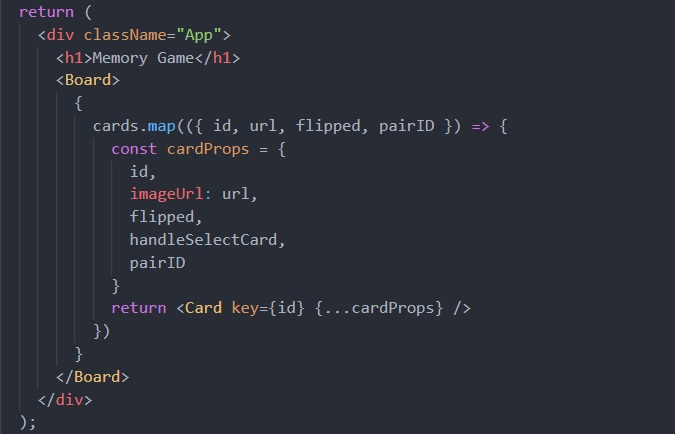 return (
<div className="App">
<h1>Memory Game</h1>
<Board>
{
cards.map(({ id, url, flipped, pairID }) => {
const cardProps = {
id,
imageUrl: url,
flipped,
handleSelectCard,
pairID
}
return <Card key={id} {...cardProps} />
})
}
</Board>
</div>
);